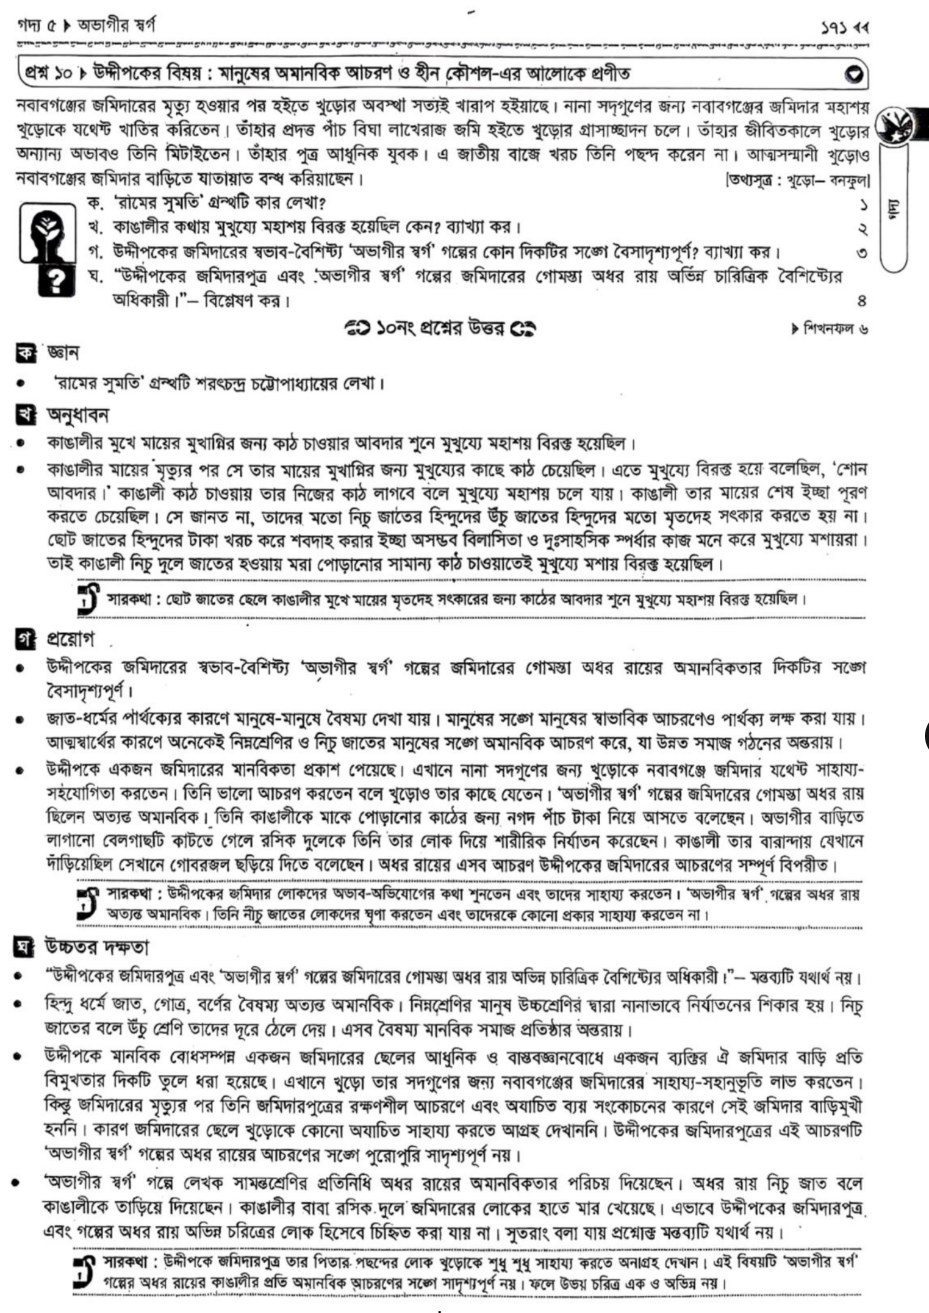 গদ্য ৫ ▶ অভাগীর স্বর্গ
১৭১ ◀◀
প্রশ্ন ১০ ▶ উদ্দীপকের বিষয় : মানুষের অমানবিক আচরণ ও হীন কৌশল-এর আলোকে প্রণীত
নবাবগঞ্জের জমিদারের মৃত্যু হওয়ার পর হইতে খুড়োর অবস্থা সত্যই খারাপ হইয়াছে। নানা সদ্‌গুণের জন্য নবাবগঞ্জের জমিদার মহাশয়
খুড়োকে যথেষ্ট খাতির করিতেন। তাঁহার প্রদত্ত পাঁচ বিঘা লাখেরাজ জমি হইতে খুড়োর গ্রাসাচ্ছাদন চলে। তাঁহার জীবিতকালে খুড়োর
অন্যান্য অভাবও তিনি মিটাইতেন। তাঁহার পুত্র আধুনিক যুবক। এ জাতীয় বাজে খরচ তিনি পছন্দ করেন না। আত্মসম্মানী খুড়োও
নবাবগঞ্জের জমিদার বাড়িতে যাতায়াত বন্ধ করিয়াছেন।
[তথ্যসূত্র : খুড়ো— বনফুল]
গদ্য
ক. ‘রামের সুমতি’ গ্রন্থটি কার লেখা? ১
খ. কাঙালীর কথায় মুখুয্যে মহাশয় বিরক্ত হয়েছিল কেন? ব্যাখ্যা কর। ২
গ. উদ্দীপকের জমিদারের স্বভাব-বৈশিষ্ট্য ‘অভাগীর স্বর্গ’ গল্পের কোন দিকটির সঙ্গে বৈসাদৃশ্যপূর্ণ? ব্যাখ্যা কর। ৩
ঘ. “উদ্দীপকের জমিদারপুত্র এবং ‘অভাগীর স্বর্গ’ গল্পের জমিদারের গোমস্তা অধর রায় অভিন্ন চারিত্রিক বৈশিষ্ট্যের
অধিকারী।”— বিশ্লেষণ কর। ৪
১০নং প্রশ্নের উত্তর
▶ শিখনফল ৬
ক জ্ঞান
• ‘রামের সুমতি’ গ্রন্থটি শরৎচন্দ্র চট্টোপাধ্যায়ের লেখা।
খ অনুধাবন
• কাঙালীর মুখে মায়ের মুখাগ্নির জন্য কাঠ চাওয়ার আবদার শুনে মুখুয্যে মহাশয় বিরক্ত হয়েছিল।
• কাঙালীর মায়ের মৃত্যুর পর সে তার মায়ের মুখাগ্নির জন্য মুখুয্যের কাছে কাঠ চেয়েছিল। এতে মুখুয্যে বিরক্ত হয়ে বলেছিল, ‘শোন
আবদার।’ কাঙালী কাঠ চাওয়ায় তার নিজের কাঠ লাগবে বলে মুখুয্যে মহাশয় চলে যায়। কাঙালী তার মায়ের শেষ ইচ্ছা পূরণ
করতে চেয়েছিল। সে জানত না, তাদের মতো নিচু জাতের হিন্দুদের উঁচু জাতের হিন্দুদের মতো মৃতদেহ সৎকার করতে হয় না।
ছোট জাতের হিন্দুদের টাকা খরচ করে শবদাহ করার ইচ্ছা অসম্ভব বিলাসিতা ও দুঃসাহসিক স্পর্ধার কাজ মনে করে মুখুয্যে মশায়রা।
তাই কাঙালী নিচু দুলে জাতের হওয়ায় মরা পোড়ানোর সামান্য কাঠ চাওয়াতেই মুখুয্যে মশায় বিরক্ত হয়েছিল।
সারকথা : ছোট জাতের ছেলে কাঙালীর মুখে মায়ের মৃতদেহ সৎকারের জন্য কাঠের আবদার শুনে মুখুয্যে মহাশয় বিরক্ত হয়েছিল।
গ প্রয়োগ
• উদ্দীপকের জমিদারের স্বভাব-বৈশিষ্ট্য ‘অভাগীর স্বর্গ’ গল্পের জমিদারের গোমস্তা অধর রায়ের অমানবিকতার দিকটির সঙ্গে
বৈসাদৃশ্যপূর্ণ।
• জাত-ধর্মের পার্থক্যের কারণে মানুষে-মানুষে বৈষম্য দেখা যায়। মানুষের সঙ্গে মানুষের স্বাভাবিক আচরণেও পার্থক্য লক্ষ করা যায়।
আত্মস্বার্থের কারণে অনেকেই নিম্নশ্রেণির ও নিচু জাতের মানুষের সঙ্গে অমানবিক আচরণ করে, যা উন্নত সমাজ গঠনের অন্তরায়।
• উদ্দীপকে একজন জমিদারের মানবিকতা প্রকাশ পেয়েছে। এখানে নানা সদগুণের জন্য খুড়োকে নবাবগঞ্জে জমিদার যথেষ্ট সাহায্য-
সহযোগিতা করতেন। তিনি ভালো আচরণ করতেন বলে খুড়োও তার কাছে যেতেন। ‘অভাগীর স্বর্গ’ গল্পের জমিদারের গোমস্তা অধর রায়
ছিলেন অত্যন্ত অমানবিক। তিনি কাঙালীকে মাকে পোড়ানোর কাঠের জন্য নগদ পাঁচ টাকা নিয়ে আসতে বলেছেন। অভাগীর বাড়িতে
লাগানো বেলগাছটি কাটতে গেলে রসিক দুলেকে তিনি তার লোক দিয়ে শারীরিক নির্যাতন করেছেন। কাঙালী তার বারান্দায় যেখানে
দাঁড়িয়েছিল সেখানে গোবরজল ছড়িয়ে দিতে বলেছেন। অধর রায়ের এসব আচরণ উদ্দীপকের জমিদারের আচরণের সম্পূর্ণ বিপরীত।
সারকথা : উদ্দীপকের জমিদার লোকদের অভাব-অভিযোগের কথা শুনতেন এবং তাদের সাহায্য করতেন। ‘অভাগীর স্বর্গ’ গল্পের অধর রায়
অত্যন্ত অমানবিক। তিনি নীচু জাতের লোকদের ঘৃণা করতেন এবং তাদেরকে কোনো প্রকার সাহায্য করতেন না।
ঘ উচ্চতর দক্ষতা
• “উদ্দীপকের জমিদারপুত্র এবং ‘অভাগীর স্বর্গ’ গল্পের জমিদারের গোমস্তা অধর রায় অভিন্ন চারিত্রিক বৈশিষ্ট্যের অধিকারী।”— মন্তব্যটি যথার্থ নয়।
• হিন্দু ধর্মে জাত, গোত্র, বর্ণের বৈষম্য অত্যন্ত অমানবিক। নিম্নশ্রেণির মানুষ উচ্চশ্রেণির দ্বারা নানাভাবে নির্যাতনের শিকার হয়। নিচু
জাতের বলে উঁচু শ্রেণি তাদের দূরে ঠেলে দেয়। এসব বৈষম্য মানবিক সমাজ প্রতিষ্ঠার অন্তরায়।
• উদ্দীপকে মানবিক বোধসম্পন্ন একজন জমিদারের ছেলের আধুনিক ও বাস্তবজ্ঞানবোধে একজন ব্যক্তির ঐ জমিদার বাড়ি প্রতি
বিমুখতার দিকটি তুলে ধরা হয়েছে। এখানে খুড়ো তার সদগুণের জন্য নবাবগঞ্জের জমিদারের সাহায্য-সহানুভূতি লাভ করতেন।
কিন্তু জমিদারের মৃত্যুর পর তিনি জমিদারপুত্রের রক্ষণশীল আচরণে এবং অযাচিত ব্যয় সংকোচনের কারণে সেই জমিদার বাড়িমুখী
হননি। কারণ জমিদারের ছেলে খুড়োকে কোনো অযাচিত সাহায্য করতে আগ্রহ দেখাননি। উদ্দীপকের জমিদারপুত্রের এই আচরণটি
‘অভাগীর স্বর্গ’ গল্পের অধর রায়ের আচরণের সঙ্গে পুরোপুরি সাদৃশ্যপূর্ণ নয়।
• ‘অভাগীর স্বর্গ’ গল্পে লেখক সামন্তশ্রেণির প্রতিনিধি অধর রায়ের অমানবিকতার পরিচয় দিয়েছেন। অধর রায় নিচু জাত বলে
কাঙালীকে তাড়িয়ে দিয়েছেন। কাঙালীর বাবা রসিক দুলে জমিদারের লোকের হাতে মার খেয়েছে। এভাবে উদ্দীপকের জমিদারপুত্র
এবং গল্পের অধর রায় অভিন্ন চরিত্রের লোক হিসেবে চিহ্নিত করা যায় না। সুতরাং বলা যায় প্রশ্নোক্ত মন্তব্যটি যথার্থ নয়।
সারকথা : উদ্দীপকে জমিদারপুত্র তার পিতার পছন্দের লোক খুড়োকে শুধু শুধু সাহায্য করতে অনাগ্রহ দেখান। এই বিষয়টি ‘অভাগীর স্বর্গ’
গল্পের অধর রায়ের কাঙালীর প্রতি অমানবিক আচরণের সঙ্গে সাদৃশ্যপূর্ণ নয়। ফলে উভয় চরিত্র এক ও অভিন্ন নয়।